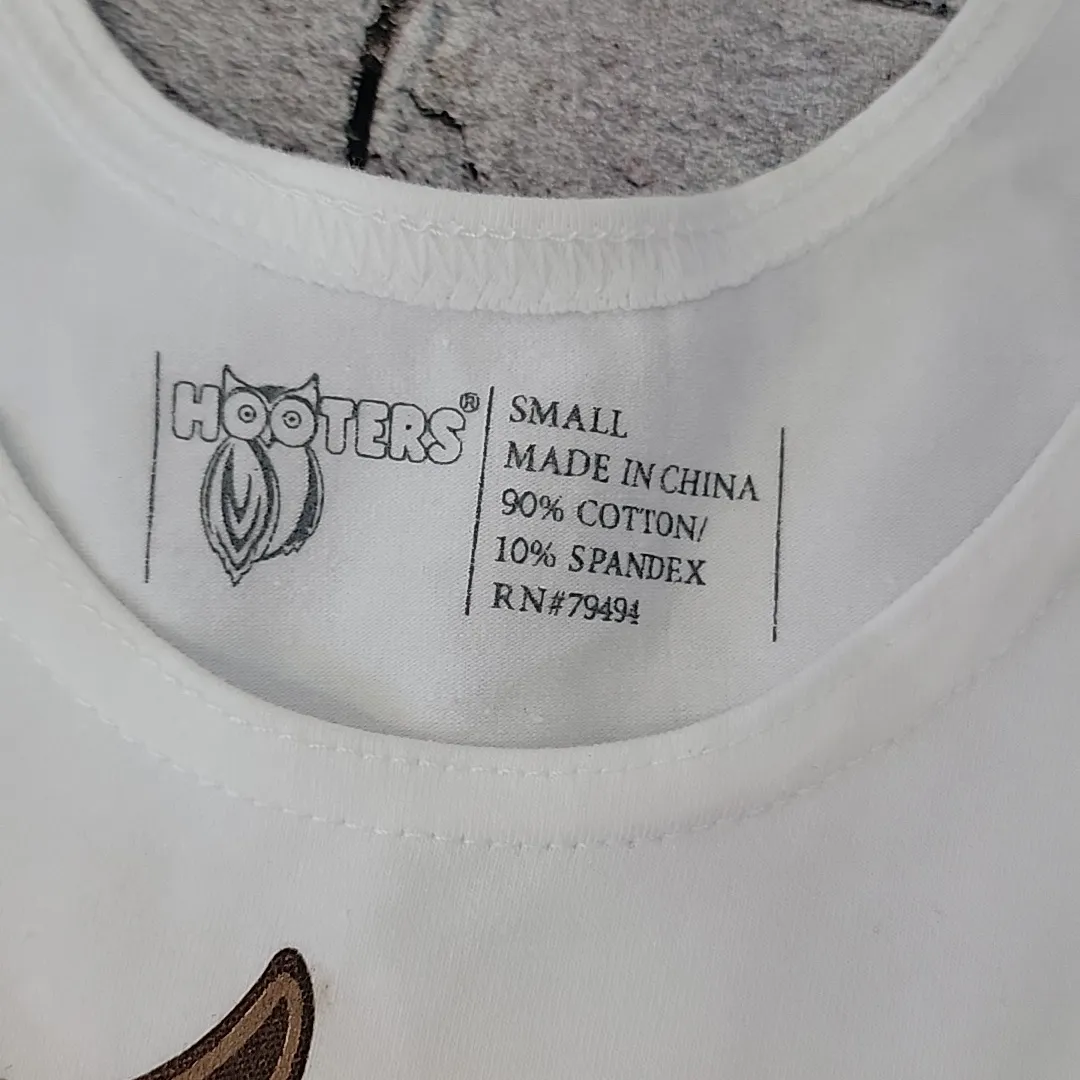 HOOTERS®
SMALL
MADE IN CHINA
90% COTTON/
10% SPANDEX
RN#79494